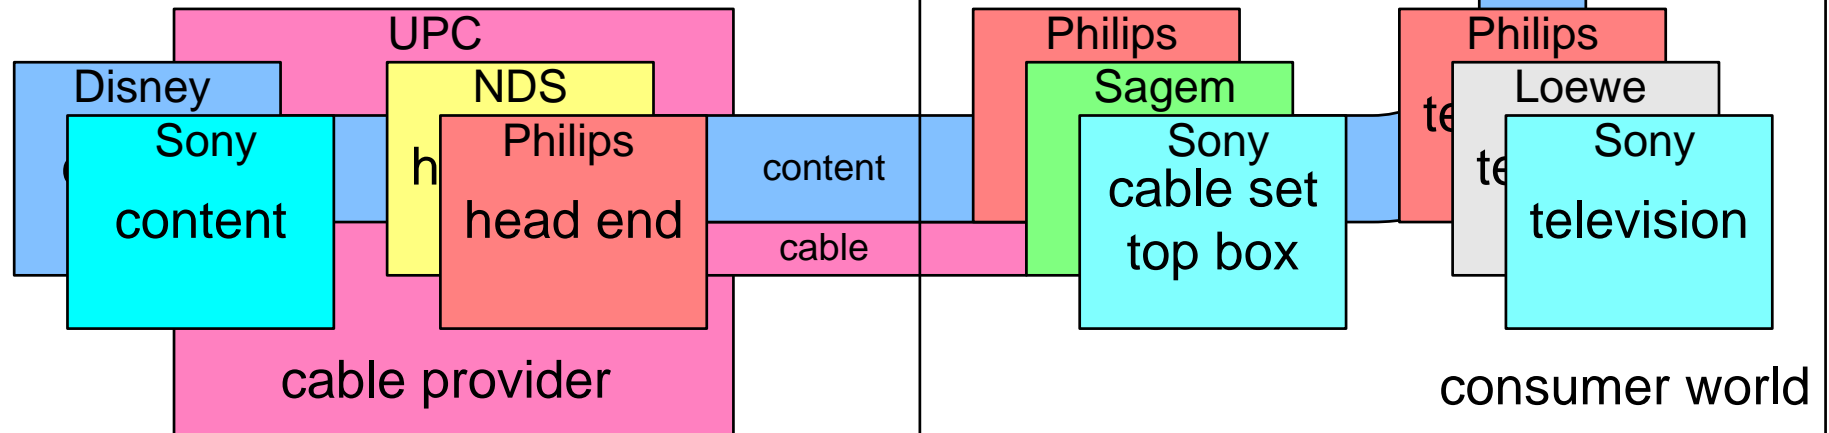 UPC
Disney
NDS
Sony
content
Philips
head end
cable provider
content
cable
Philips
Sagem
Sony
cable set
top box
Philips
Loewe
Sony
television
consumer world